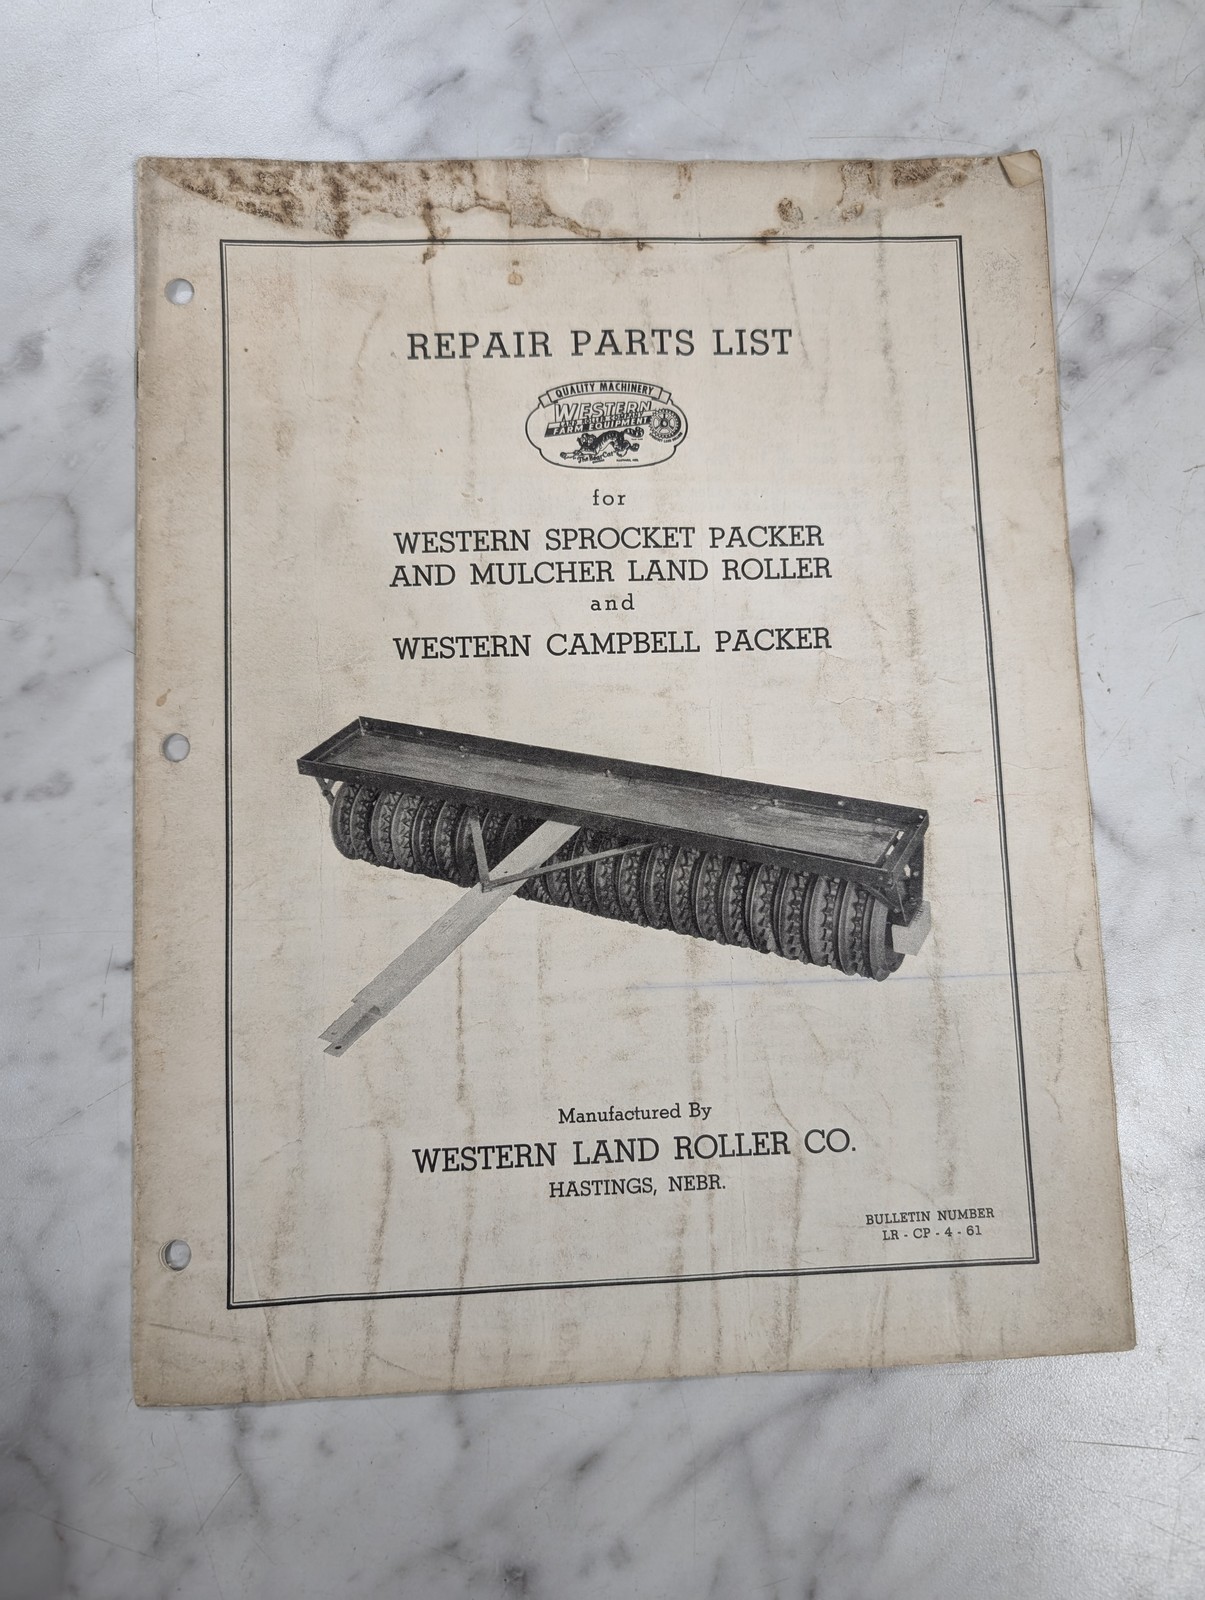 REPAIR PARTS LIST
QUALITY MACHINERY
WESTERN
FARM EQUIPMENT
for
WESTERN SPROCKET PACKER
AND MULCHER LAND ROLLER
and
WESTERN CAMPBELL PACKER
Manufactured By
WESTERN LAND ROLLER CO.
HASTINGS, NEBR.
BULLETIN NUMBER
LR - CP - 4 - 61